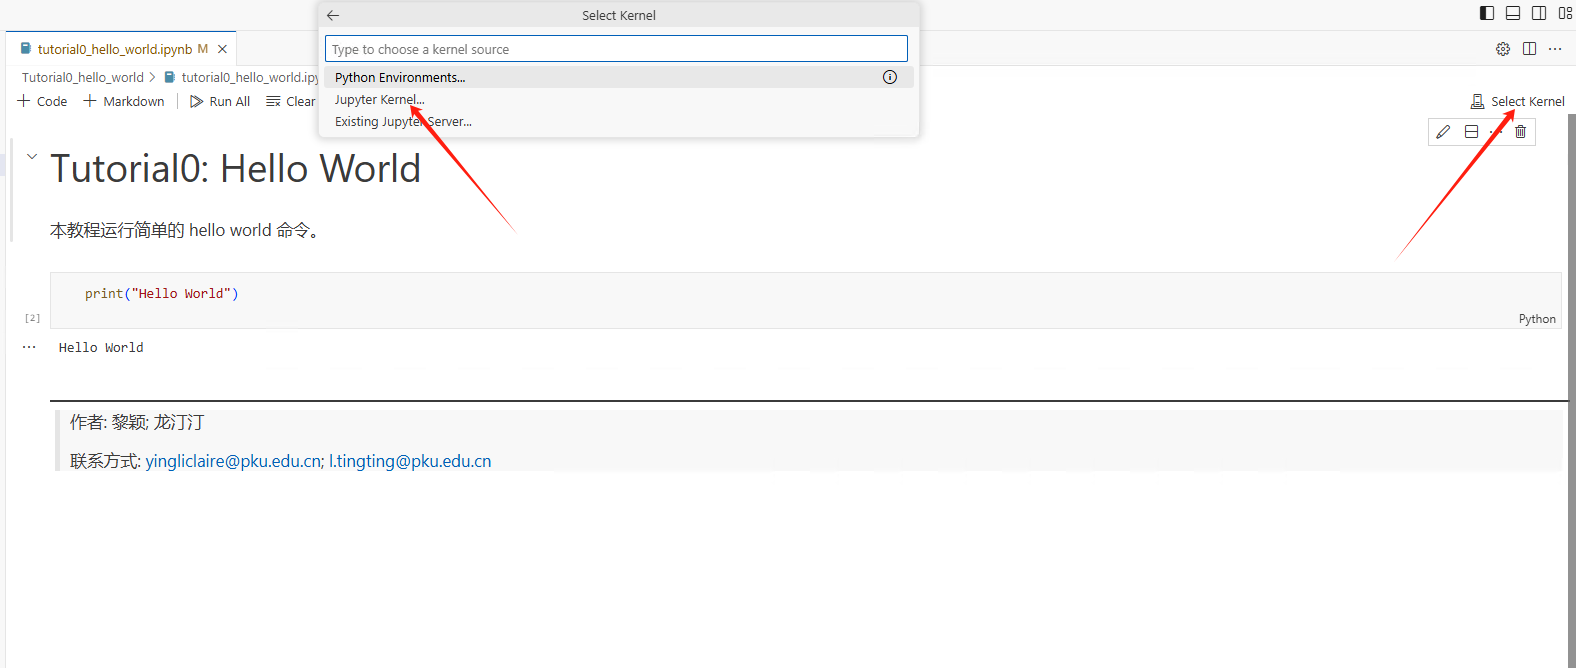 Select Kernel
tutorial0_hello_world.ipynb M
Type to choose a kernel source
Tutorial0_hello_world > tutorial0_hello_world.ipy
Python Environments...
+ Code + Markdown Run All Clear
Jupyter Kernel...
Select Kernel
Existing Jupyter Server...
Tutorial0: Hello World
本教程运行简单的 hello world 命令。
print("Hello World")
[2]
Python
Hello World
作者: 黎颖; 龙汀汀
联系方式: yingliclaire@pku.edu.cn; l.tingting@pku.edu.cn